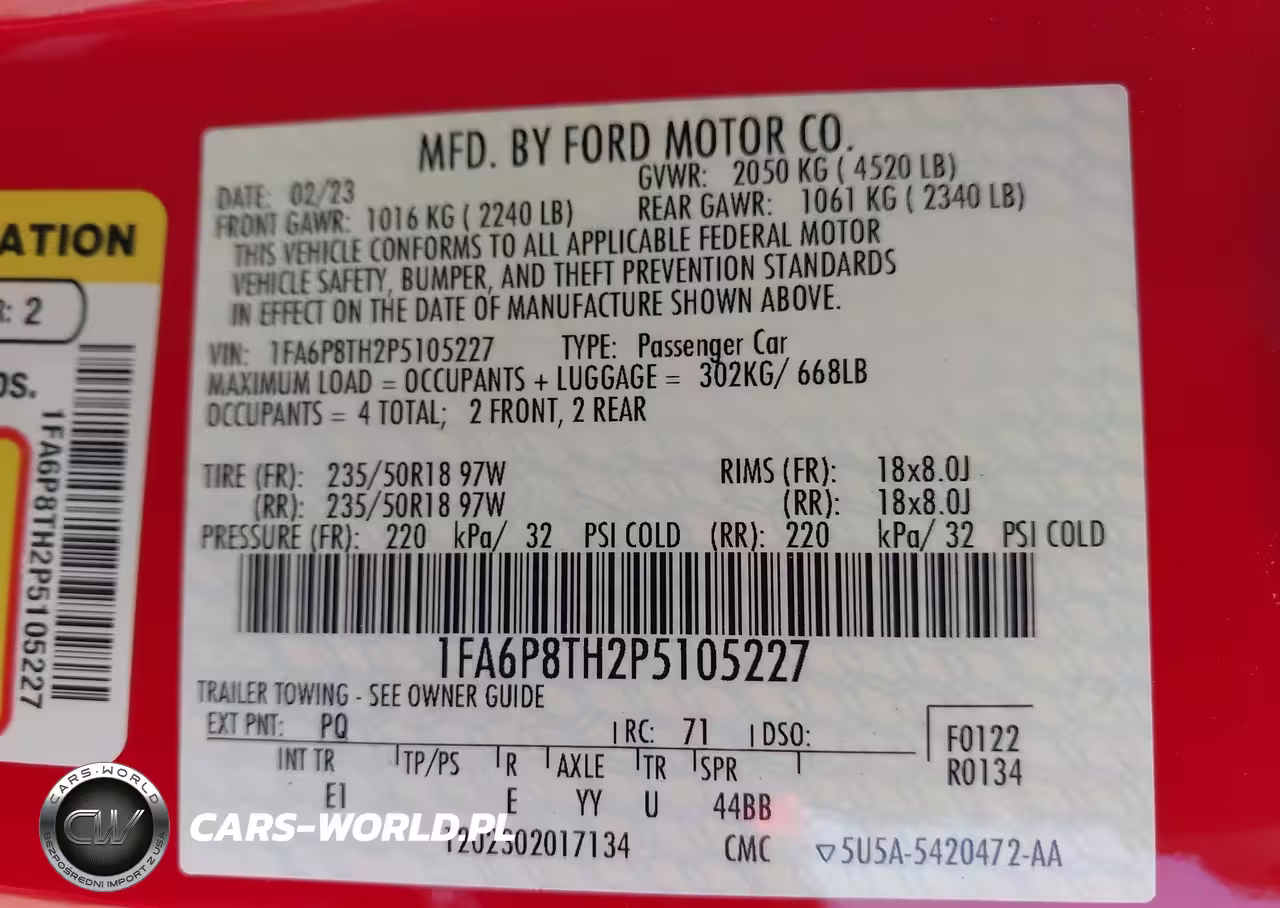 MFD. BY FORD MOTOR CO.
DATE: 02/23 GVWR: 2050 KG ( 4520 LB)
FRONT GAWR: 1016 KG ( 2240 LB) REAR GAWR: 1061 KG ( 2340 LB)
THIS VEHICLE CONFORMS TO ALL APPLICABLE FEDERAL MOTOR
VEHICLE SAFETY, BUMPER, AND THEFT PREVENTION STANDARDS
IN EFFECT ON THE DATE OF MANUFACTURE SHOWN ABOVE.
VIN: 1FA6P8TH2P5105227 TYPE: Passenger Car
MAXIMUM LOAD = OCCUPANTS + LUGGAGE = 302KG/ 668LB
OCCUPANTS = 4 TOTAL; 2 FRONT, 2 REAR
TIRE (FR): 235/50R18 97W RIMS (FR): 18x8.0J
(RR): 235/50R18 97W (RR): 18x8.0J
PRESSURE (FR): 220 kPa/ 32 PSI COLD (RR): 220 kPa/ 32 PSI COLD
1FA6P8TH2P5105227
TRAILER TOWING - SEE OWNER GUIDE
EXT PNT: PQ RC: 71 DSO:
F0122
R0134
INT TR TP/PS R AXLE TR SPR
E1 E YY U 44BB
1202302017134 CMC ▽5U5A-5420472-AA
ATION
R: 2
OS.
1FA6P8TH2P5105227
CARS-WORLD
CW
BEZPOŚREDNI IMPORT Z USA
CARS-WORLD.PL